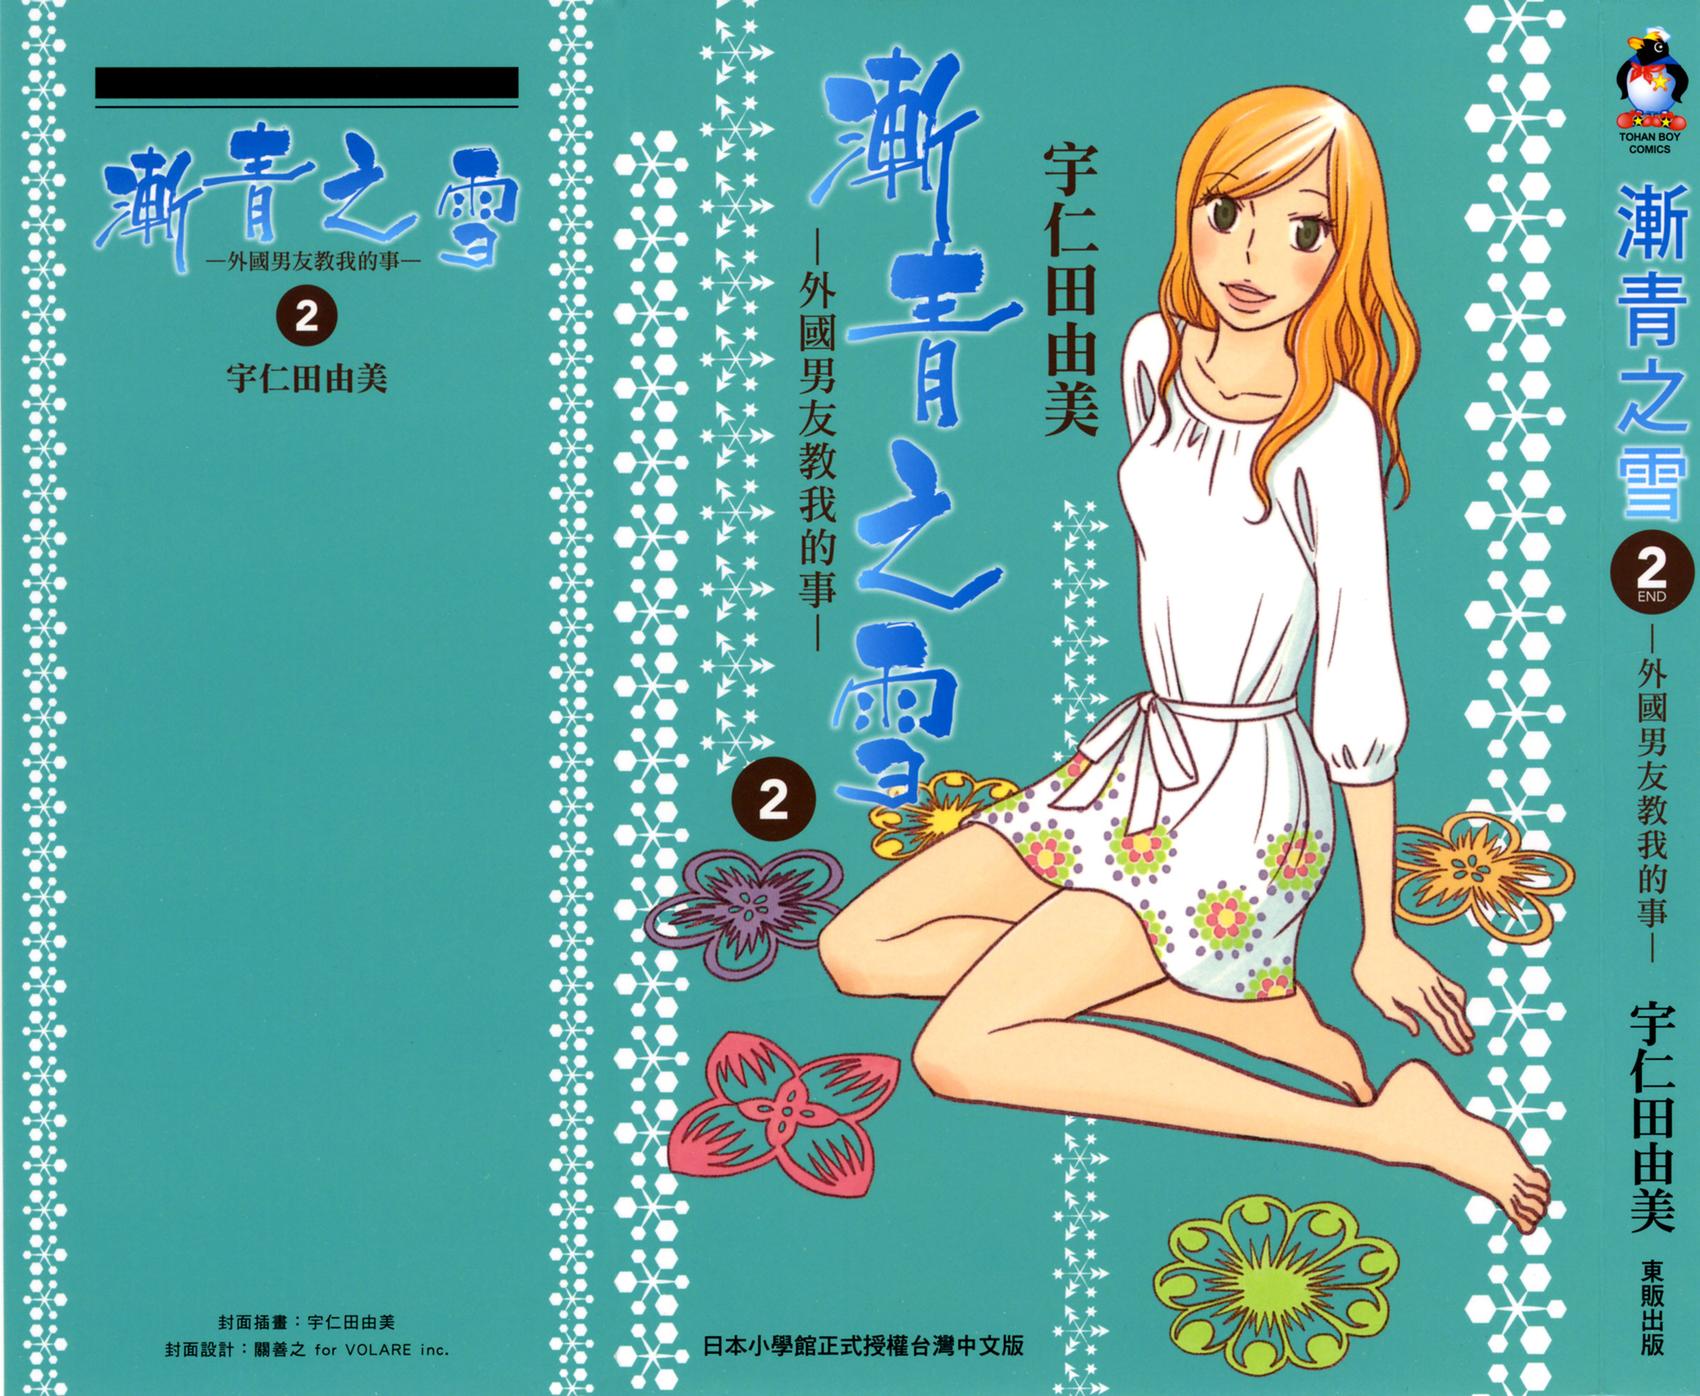 漸青之雪
—外國男友教我的事—
2
宇仁田由美
封面插畫：宇仁田由美
封面設計：關善之 for VOLARE inc.
漸青之雪
—外國男友教我的事—
2
宇仁田由美
日本小學館正式授權台灣中文版
TOHAN BOY
COMICS
漸青之雪
2
END
—外國男友教我的事—
宇仁田由美
東販出版